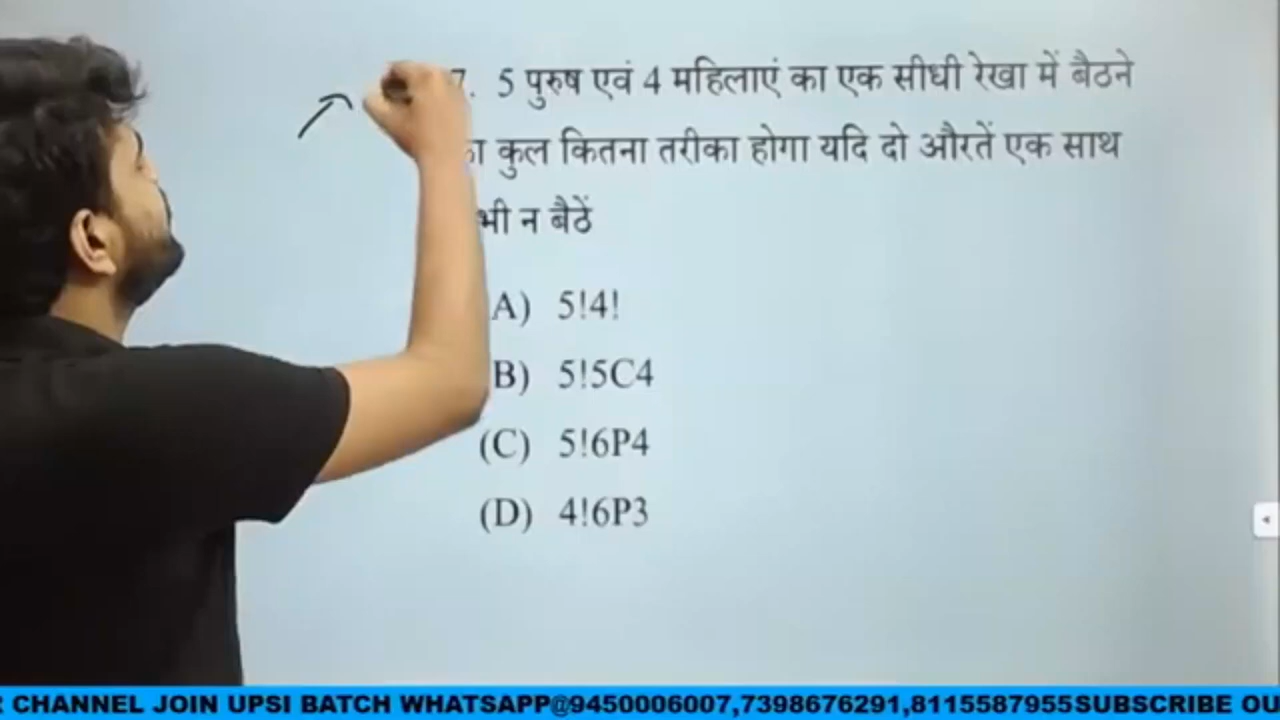 7. 5 पुरुष एवं 4 महिलाएं का एक सीधी रेखा में बैठने
कुल कितना तरीका होगा यदि दो औरतें एक साथ
भी न बैठें
A) 5!4!
B) 5!5C4
(C) 5!6P4
(D) 4!6P3
CHANNEL JOIN UPSI BATCH WHATSAPP@9450006007,7398676291,8115587955SUBSCRIBE OU